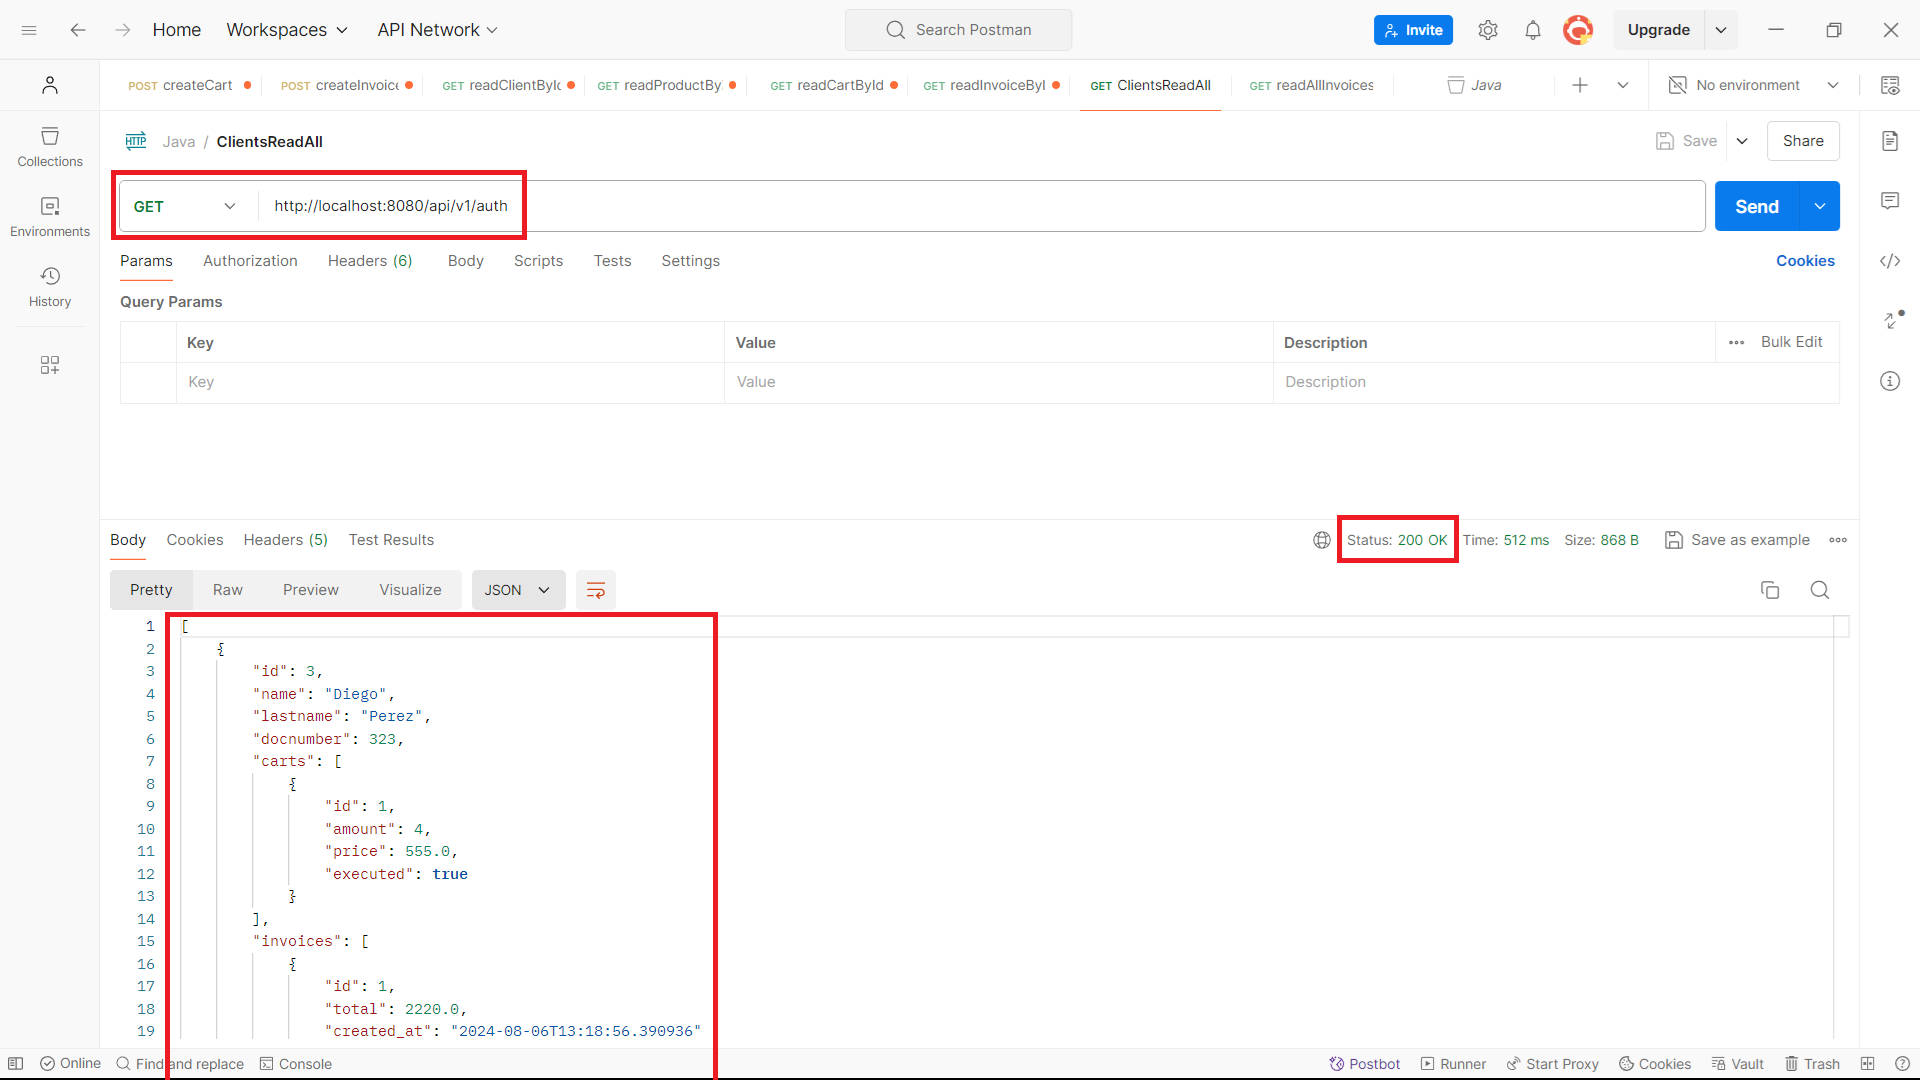 Home Workspaces API Network Search Postman Invite Upgrade
POST createCart POST createInvoice GET readClientById GET readProductBy GET readCartById GET readInvoiceByI GET ClientsReadAll GET readAllInvoices Java No environment
HTTP Java / ClientsReadAll Save Share
Collections
GET http://localhost:8080/api/v1/auth Send
Environments
Params Authorization Headers (6) Body Scripts Tests Settings Cookies
History
Query Params
Key Value Description Bulk Edit
Key Value Description
Body Cookies Headers (5) Test Results Status: 200 OK Time: 512 ms Size: 868 B Save as example
Pretty Raw Preview Visualize JSON
1 [
2 {
3 "id": 3,
4 "name": "Diego",
5 "lastname": "Perez",
6 "docnumber": 323,
7 "carts": [
8 {
9 "id": 1,
10 "amount": 4,
11 "price": 555.0,
12 "executed": true
13 }
14 ],
15 "invoices": [
16 {
17 "id": 1,
18 "total": 2220.0,
19 "created_at": "2024-08-06T13:18:56.390936"
Online Find and replace Console Postbot Runner Start Proxy Cookies Vault Trash